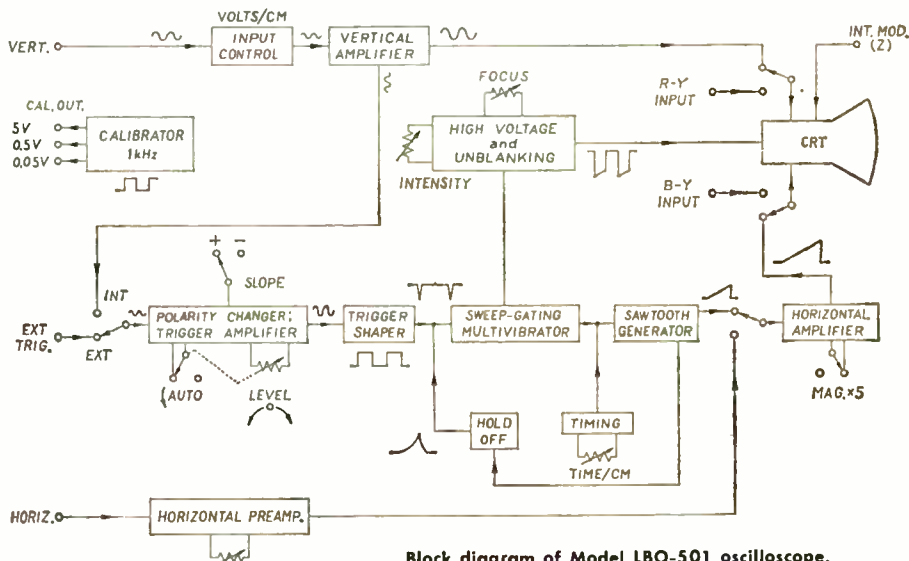 VOLTS/CM
VERT.
INPUT
CONTROL
VERTICAL
AMPLIFIER
INT. MOD.
(Z)
FOCUS
R-Y
INPUT
CAL. OUT.
5V
0,5V
0,05V
CALIBRATOR
1kHz
HIGH VOLTAGE
and
UNBLANKING
INTENSITY
CRT
B-Y
INPUT
+ -
SLOPE
INT
EXT
TRIG.
EXT
POLARITY CHANGER;
TRIGGER AMPLIFIER
TRIGGER
SHAPER
SWEEP-GATING
MULTIVIBRATOR
SAWTOOTH
GENERATOR
HORIZONTAL
AMPLIFIER
AUTO
LEVEL
MAG.×5
HOLD
OFF
TIMING
TIME/CM
HORIZ.
HORIZONTAL PREAMP.
Block diagram of Model LBO-501 oscilloscope.